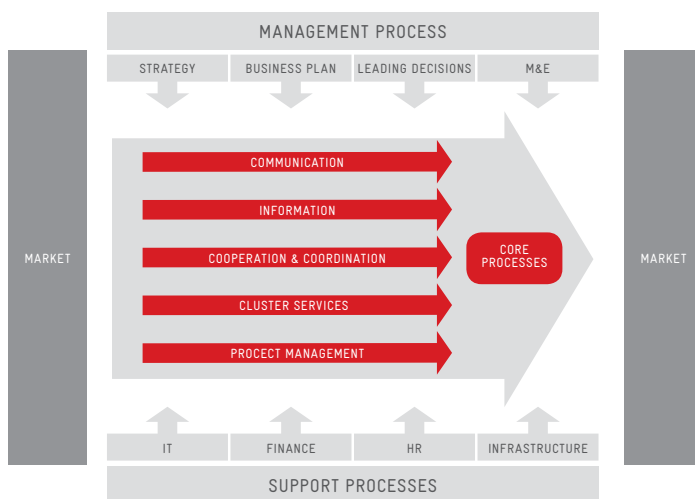 MANAGEMENT PROCESS
STRATEGY
BUSINESS PLAN
LEADING DECISIONS
M&E
MARKET
COMMUNICATION
INFORMATION
COOPERATION & COORDINATION
CLUSTER SERVICES
PROCECT MANAGEMENT
CORE
PROCESSES
MARKET
IT
FINANCE
HR
INFRASTRUCTURE
SUPPORT PROCESSES